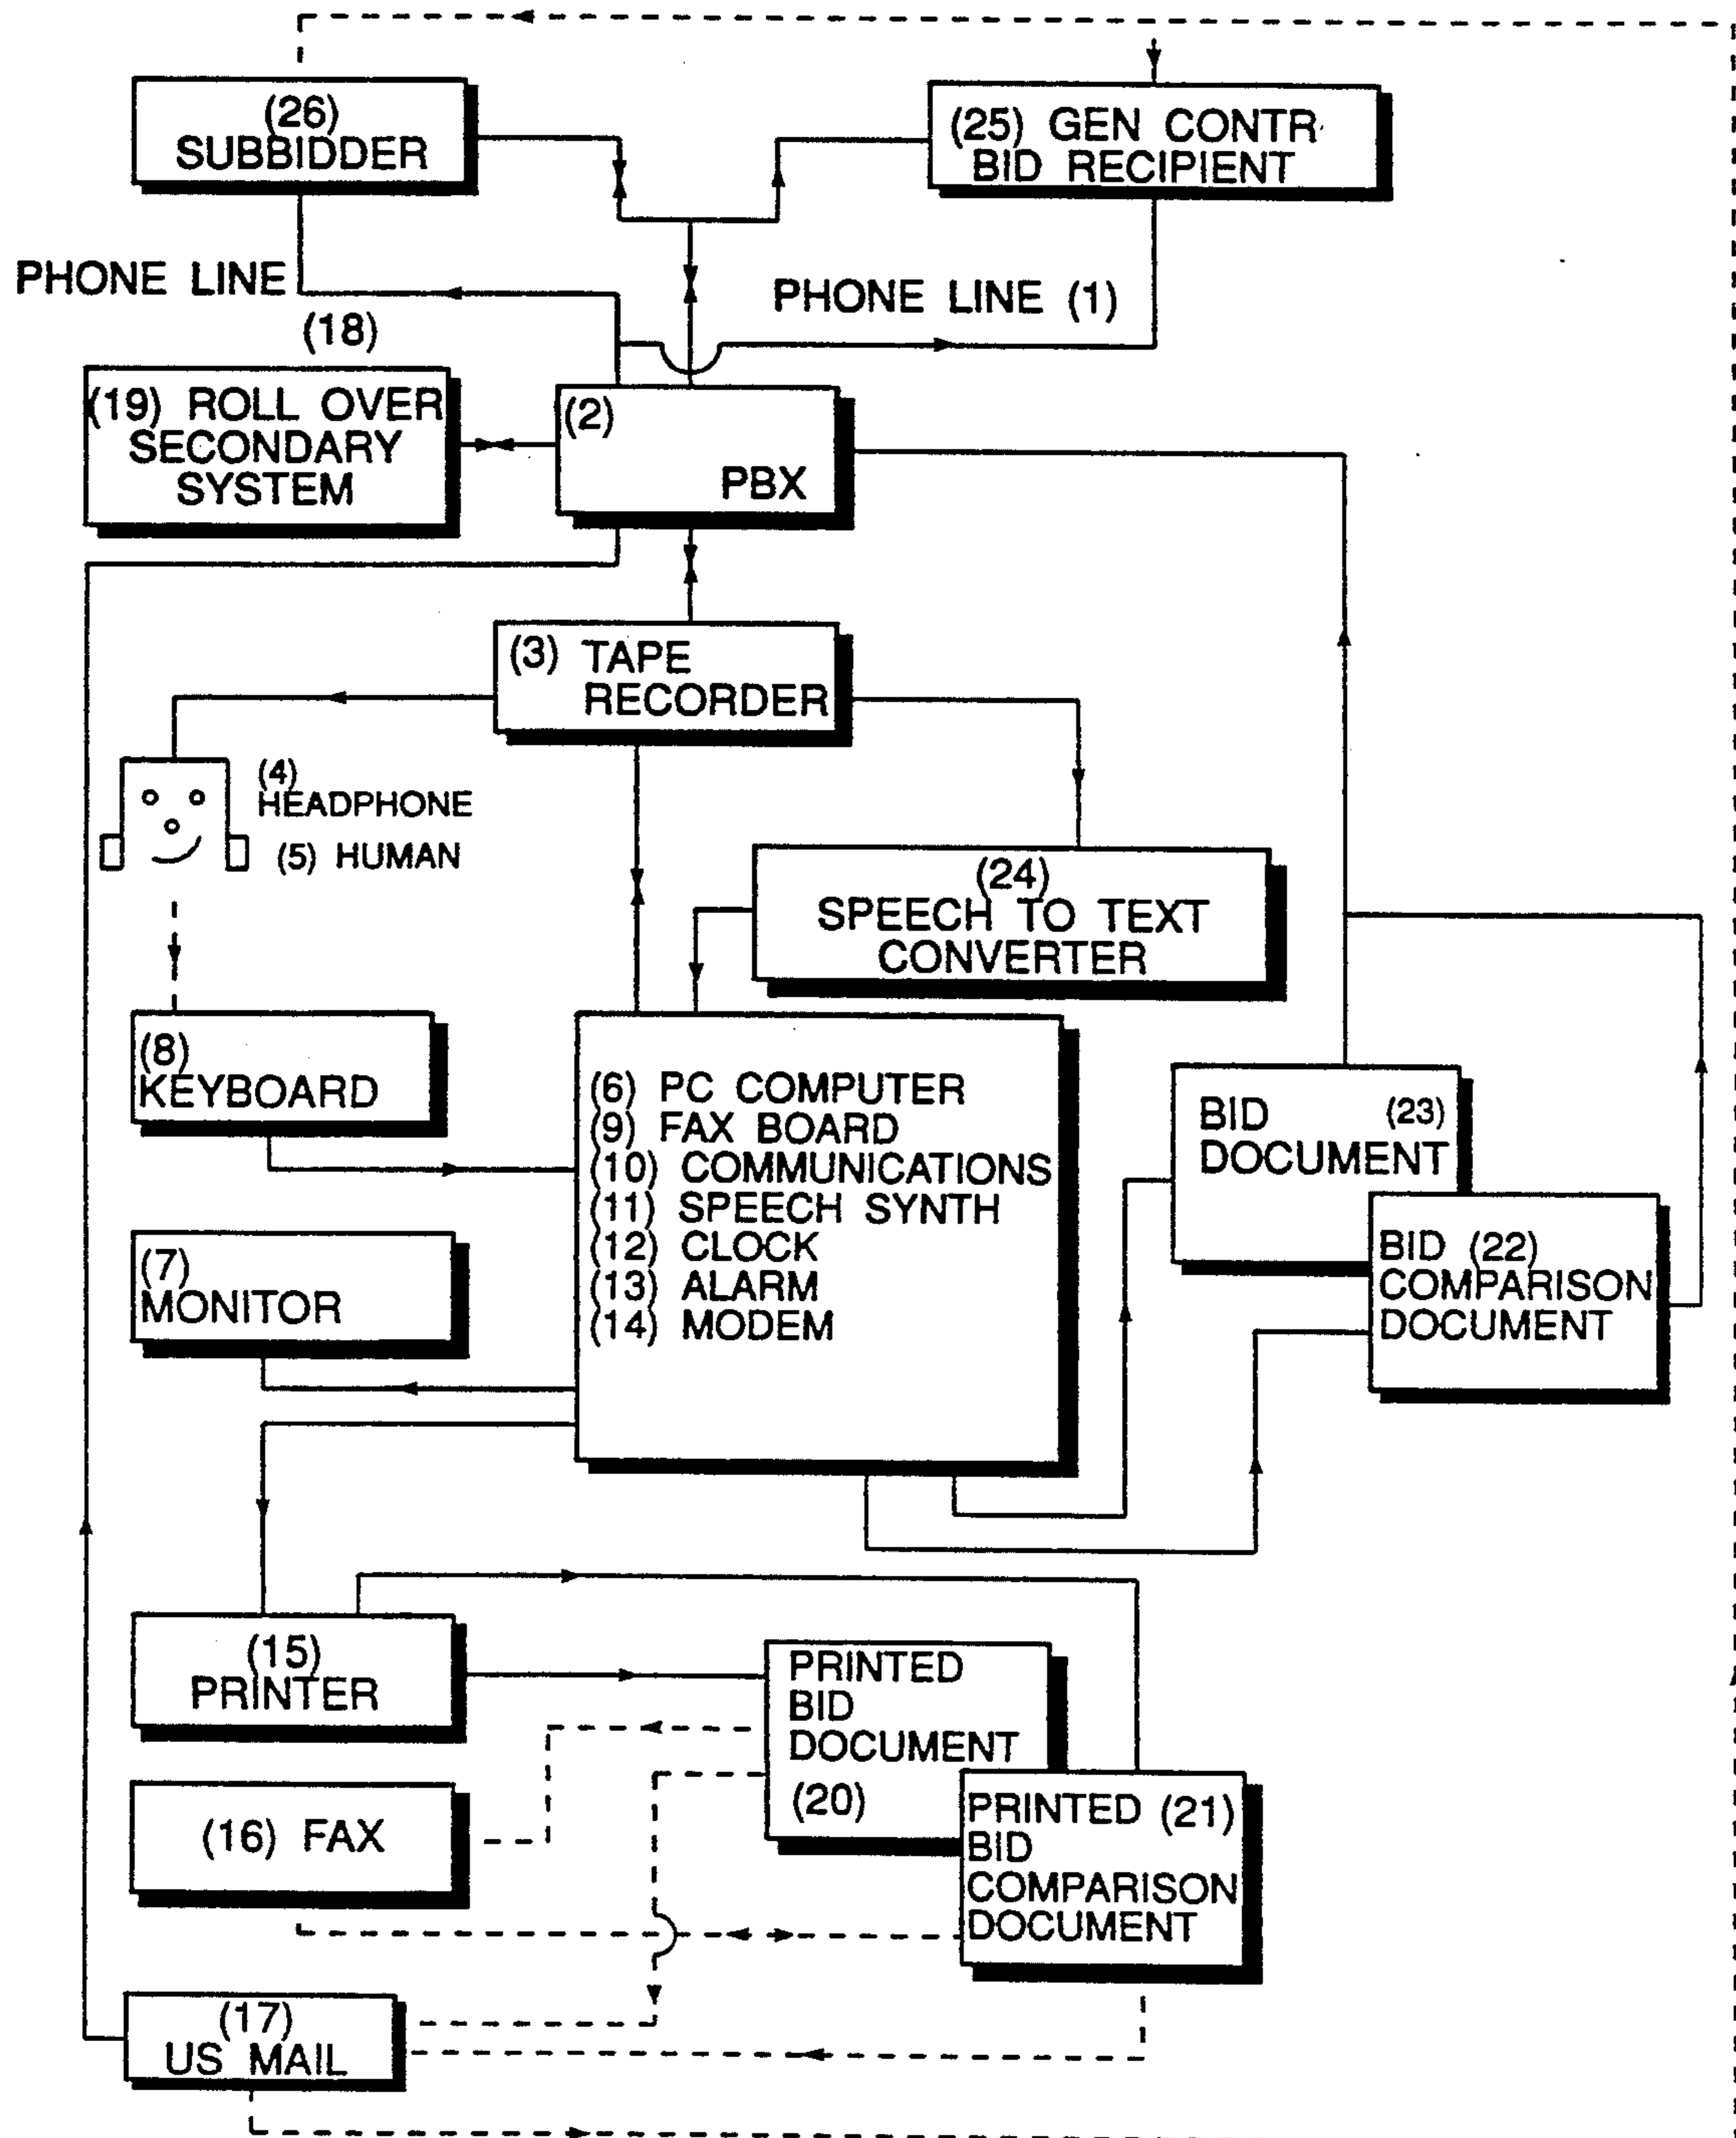 (26)
SUBBIDDER
(25) GEN CONTR
BID RECIPIENT
PHONE LINE
(18)
PHONE LINE (1)
(19) ROLL OVER
SECONDARY
SYSTEM
(2)
PBX
(3) TAPE
RECORDER
(4)
HEADPHONE
(5) HUMAN
(24)
SPEECH TO TEXT
CONVERTER
(8)
KEYBOARD
(6) PC COMPUTER
(9) FAX BOARD
(10) COMMUNICATIONS
(11) SPEECH SYNTH
(12) CLOCK
(13) ALARM
(14) MODEM
BID (23)
DOCUMENT
(7)
MONITOR
BID (22)
COMPARISON
DOCUMENT
(15)
PRINTER
PRINTED
BID
DOCUMENT
(20)
(16) FAX
PRINTED (21)
BID
COMPARISON
DOCUMENT
(17)
US MAIL